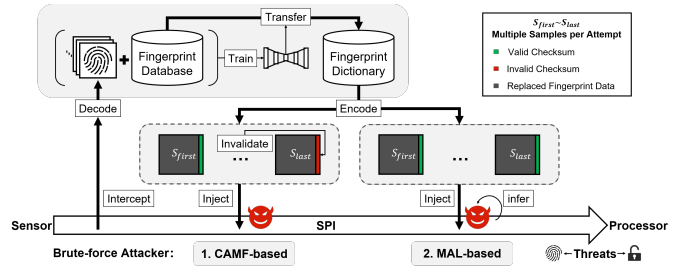 Transfer
Fingerprint
Database
Train
Fingerprint
Dictionary
S_first~S_last
Multiple Samples per Attempt
Valid Checksum
Invalid Checksum
Replaced Fingerprint Data
Decode
Encode
Invalidate
S_first
...
S_last
S_first
...
S_last
Intercept
Inject
Inject
infer
Sensor
SPI
Processor
Brute-force Attacker:
1. CAMF-based
2. MAL-based
←Threats→